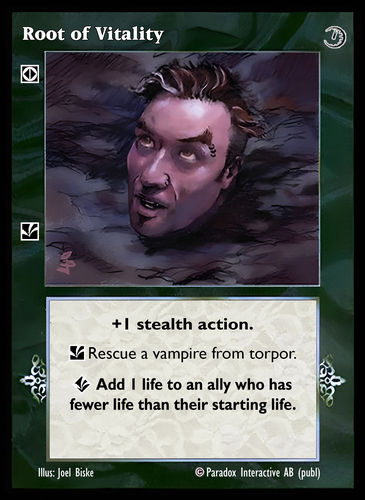 Root of Vitality
+1 stealth action.
Rescue a vampire from torpor.
Add 1 life to an ally who has
fewer life than their starting life.
Illus: Joel Biske © Paradox Interactive AB (publ)